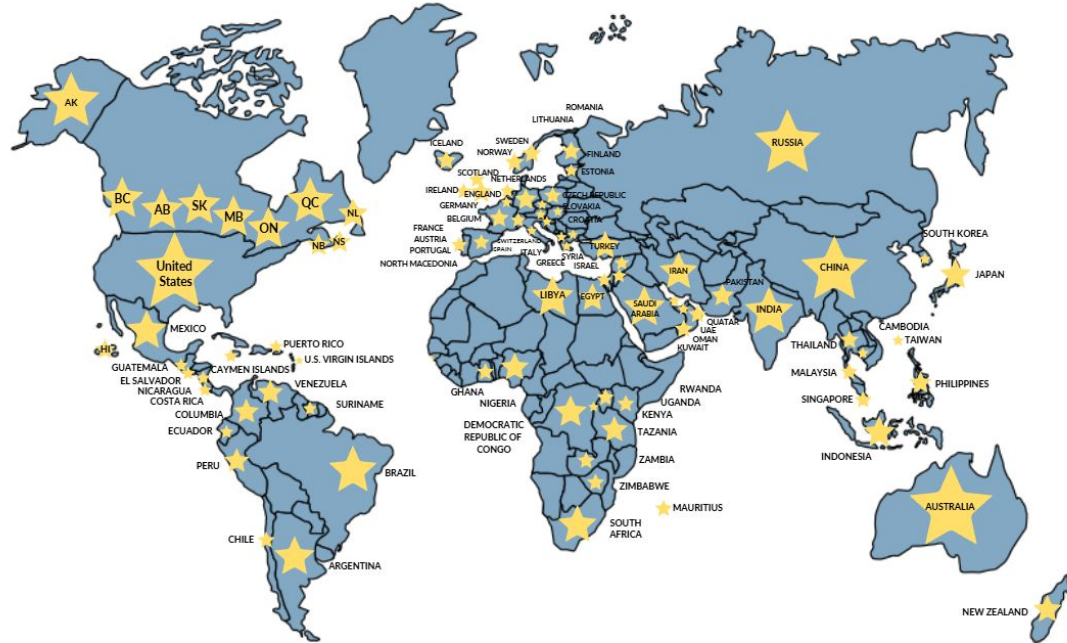 ROMANIA
LITHUANIA
AK
ICELAND
SWEDEN
NORWAY
FINLAND
RUSSIA
SCOTLAND
NETHERLANDS
ESTONIA
BC
AB
SK
MB
ON
QC
NL
NB
NS
IRELAND
ENGLAND
CZECH REPUBLIC
GERMANY
SLOVAKIA
BELGIUM
CROATIA
FRANCE
AUSTRIA
PORTUGAL
NORTH MACEDONIA
SWITZERLAND
SPAIN
ITALY
GREECE
TURKEY
SYRIA
ISRAEL
SOUTH KOREA
United
States
CHINA
JAPAN
IRAN
PAKISTAN
LIBYA
EGYPT
SAUDI
ARABIA
INDIA
QUATAR
UAE
OMAN
KUWAIT
MEXICO
HI
PUERTO RICO
U.S. VIRGIN ISLANDS
CAYMEN ISLANDS
GUATEMALA
EL SALVADOR
NICARAGUA
COSTA RICA
VENEZUELA
COLUMBIA
SURINAME
ECUADOR
CAMBODIA
TAIWAN
THAILAND
MALAYSIA
PHILIPPINES
SINGAPORE
INDONESIA
GHANA
NIGERIA
RWANDA
UGANDA
KENYA
DEMOCRATIC
REPUBLIC OF
CONGO
TAZANIA
PERU
BRAZIL
ZAMBIA
ZIMBABWE
MAURITIUS
SOUTH
AFRICA
AUSTRALIA
CHILE
ARGENTINA
NEW ZEALAND